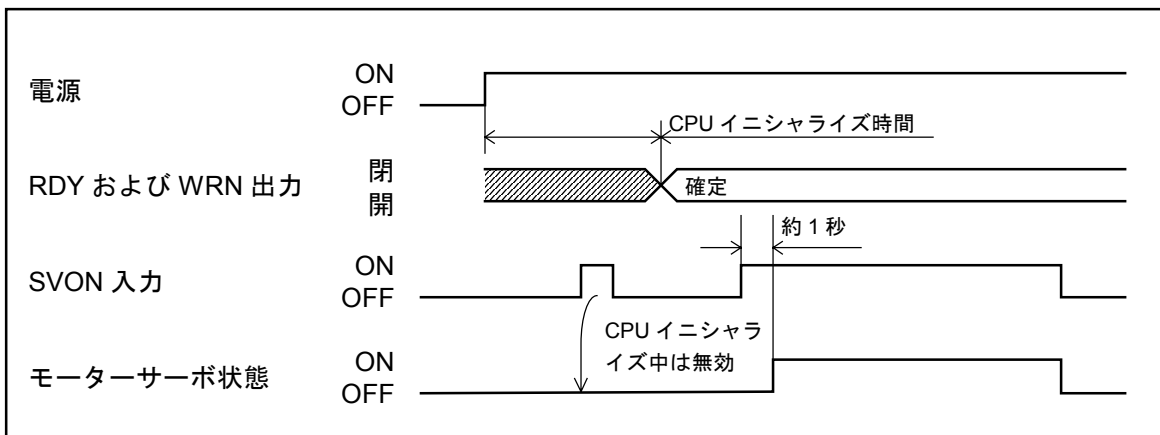 電源
ON
OFF
CPU イニシャライズ時間
RDY および WRN 出力
閉
開
確定
約 1 秒
SVON 入力
ON
OFF
CPU イニシャラ
イズ中は無効
モーターサーボ状態
ON
OFF